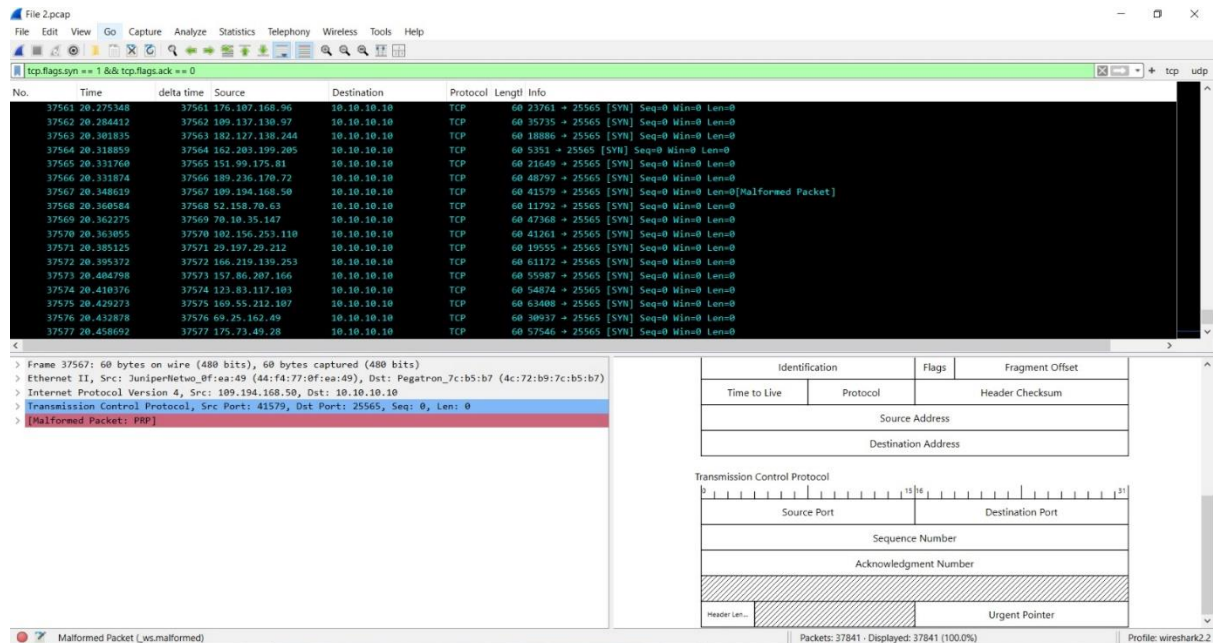 File 2.pcap
File Edit View Go Capture Analyze Statistics Telephony Wireless Tools Help
tcp.flags.syn == 1 && tcp.flags.ack == 0 + tcp udp
No. Time delta time Source Destination Protocol Lengtl Info
37561 20.275348 37561 176.107.168.96 10.10.10.10 TCP 60 23761 → 25565 [SYN] Seq=0 Win=0 Len=0
37562 20.284412 37562 109.137.130.97 10.10.10.10 TCP 60 35735 → 25565 [SYN] Seq=0 Win=0 Len=0
37563 20.301835 37563 182.127.138.244 10.10.10.10 TCP 60 18886 → 25565 [SYN] Seq=0 Win=0 Len=0
37564 20.318859 37564 162.203.199.205 10.10.10.10 TCP 60 5351 → 25565 [SYN] Seq=0 Win=0 Len=0
37565 20.331760 37565 151.99.175.81 10.10.10.10 TCP 60 21649 → 25565 [SYN] Seq=0 Win=0 Len=0
37566 20.331874 37566 189.236.170.72 10.10.10.10 TCP 60 48797 → 25565 [SYN] Seq=0 Win=0 Len=0
37567 20.348619 37567 109.194.168.50 10.10.10.10 TCP 60 41579 → 25565 [SYN] Seq=0 Win=0 Len=0[Malformed Packet]
37568 20.360584 37568 52.158.70.63 10.10.10.10 TCP 60 11792 → 25565 [SYN] Seq=0 Win=0 Len=0
37569 20.362275 37569 70.10.35.147 10.10.10.10 TCP 60 47368 → 25565 [SYN] Seq=0 Win=0 Len=0
37570 20.363055 37570 102.156.253.110 10.10.10.10 TCP 60 41261 → 25565 [SYN] Seq=0 Win=0 Len=0
37571 20.385125 37571 29.197.29.212 10.10.10.10 TCP 60 19555 → 25565 [SYN] Seq=0 Win=0 Len=0
37572 20.395372 37572 166.219.139.253 10.10.10.10 TCP 60 61172 → 25565 [SYN] Seq=0 Win=0 Len=0
37573 20.404798 37573 157.86.207.166 10.10.10.10 TCP 60 55987 → 25565 [SYN] Seq=0 Win=0 Len=0
37574 20.410376 37574 123.83.117.103 10.10.10.10 TCP 60 54874 → 25565 [SYN] Seq=0 Win=0 Len=0
37575 20.429273 37575 169.55.212.107 10.10.10.10 TCP 60 63408 → 25565 [SYN] Seq=0 Win=0 Len=0
37576 20.432878 37576 69.25.162.49 10.10.10.10 TCP 60 30937 → 25565 [SYN] Seq=0 Win=0 Len=0
37577 20.458692 37577 175.73.49.28 10.10.10.10 TCP 60 57546 → 25565 [SYN] Seq=0 Win=0 Len=0
> Frame 37567: 60 bytes on wire (480 bits), 60 bytes captured (480 bits)
> Ethernet II, Src: JuniperNetwo_0f:ea:49 (44:f4:77:0f:ea:49), Dst: Pegatron_7c:b5:b7 (4c:72:b9:7c:b5:b7)
> Internet Protocol Version 4, Src: 109.194.168.50, Dst: 10.10.10.10
> Transmission Control Protocol, Src Port: 41579, Dst Port: 25565, Seq: 0, Len: 0
> [Malformed Packet: PRP]
Identification Flags Fragment Offset
Time to Live Protocol Header Checksum
Source Address
Destination Address
Transmission Control Protocol
0 15 16 31
Source Port Destination Port
Sequence Number
Acknowledgment Number
Header Len... Urgent Pointer
Malformed Packet (_ws.malformed) Packets: 37841 · Displayed: 37841 (100.0%) Profile: wireshark2.2